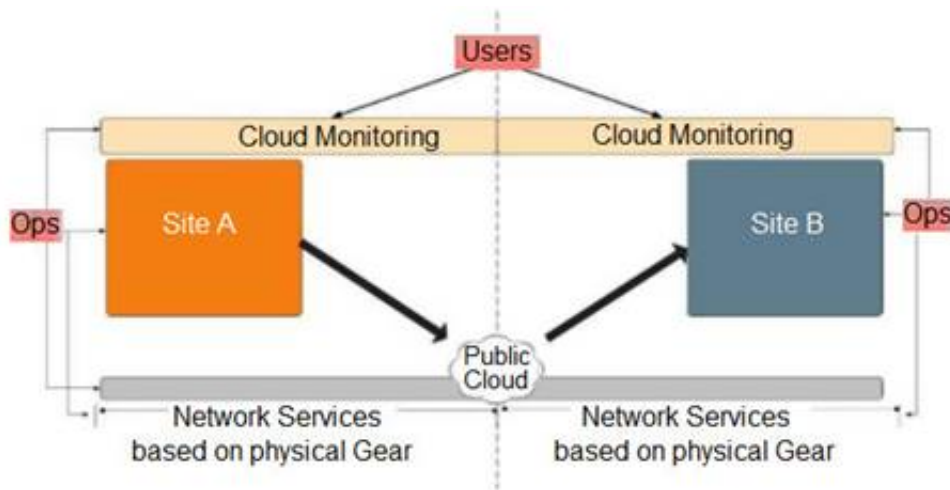 Users
Cloud Monitoring
Cloud Monitoring
Ops
Site A
Site B
Ops
Public
Cloud
Network Services
based on physical Gear
Network Services
based on physical Gear